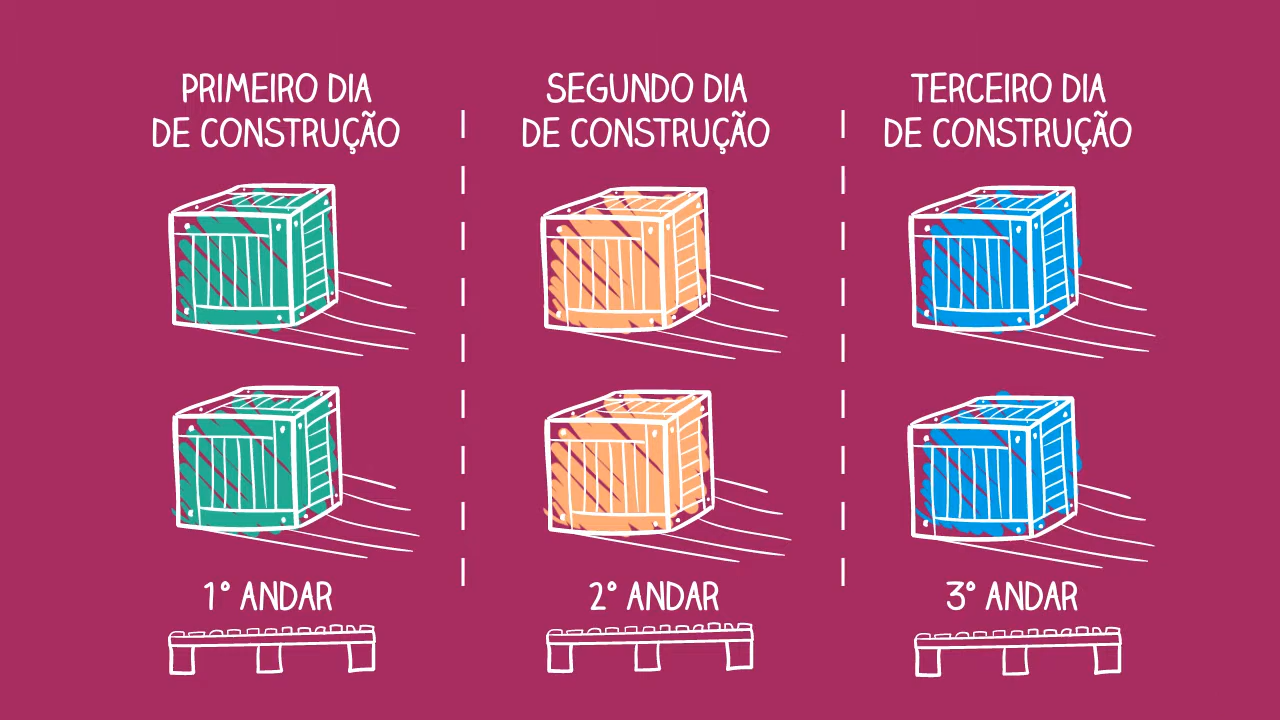 PRIMEIRO DIA
DE CONSTRUÇÃO
SEGUNDO DIA
DE CONSTRUÇÃO
TERCEIRO DIA
DE CONSTRUÇÃO
1° ANDAR
2° ANDAR
3° ANDAR